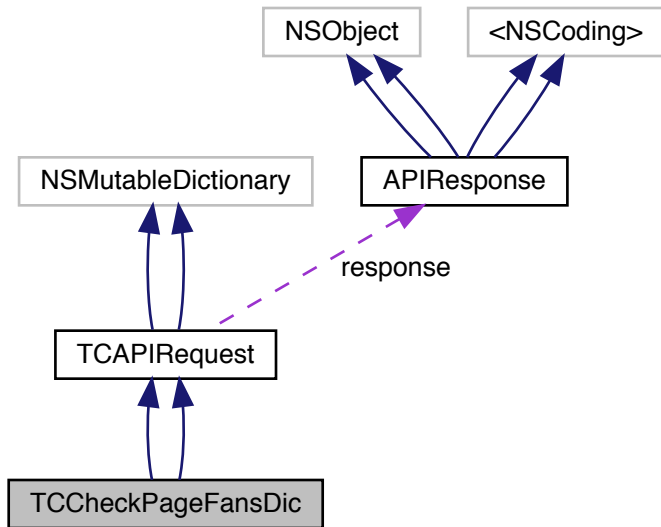 NSObject
<NSCoding>
NSMutableDictionary
APIResponse
response
TCAPIRequest
TCCheckPageFansDic